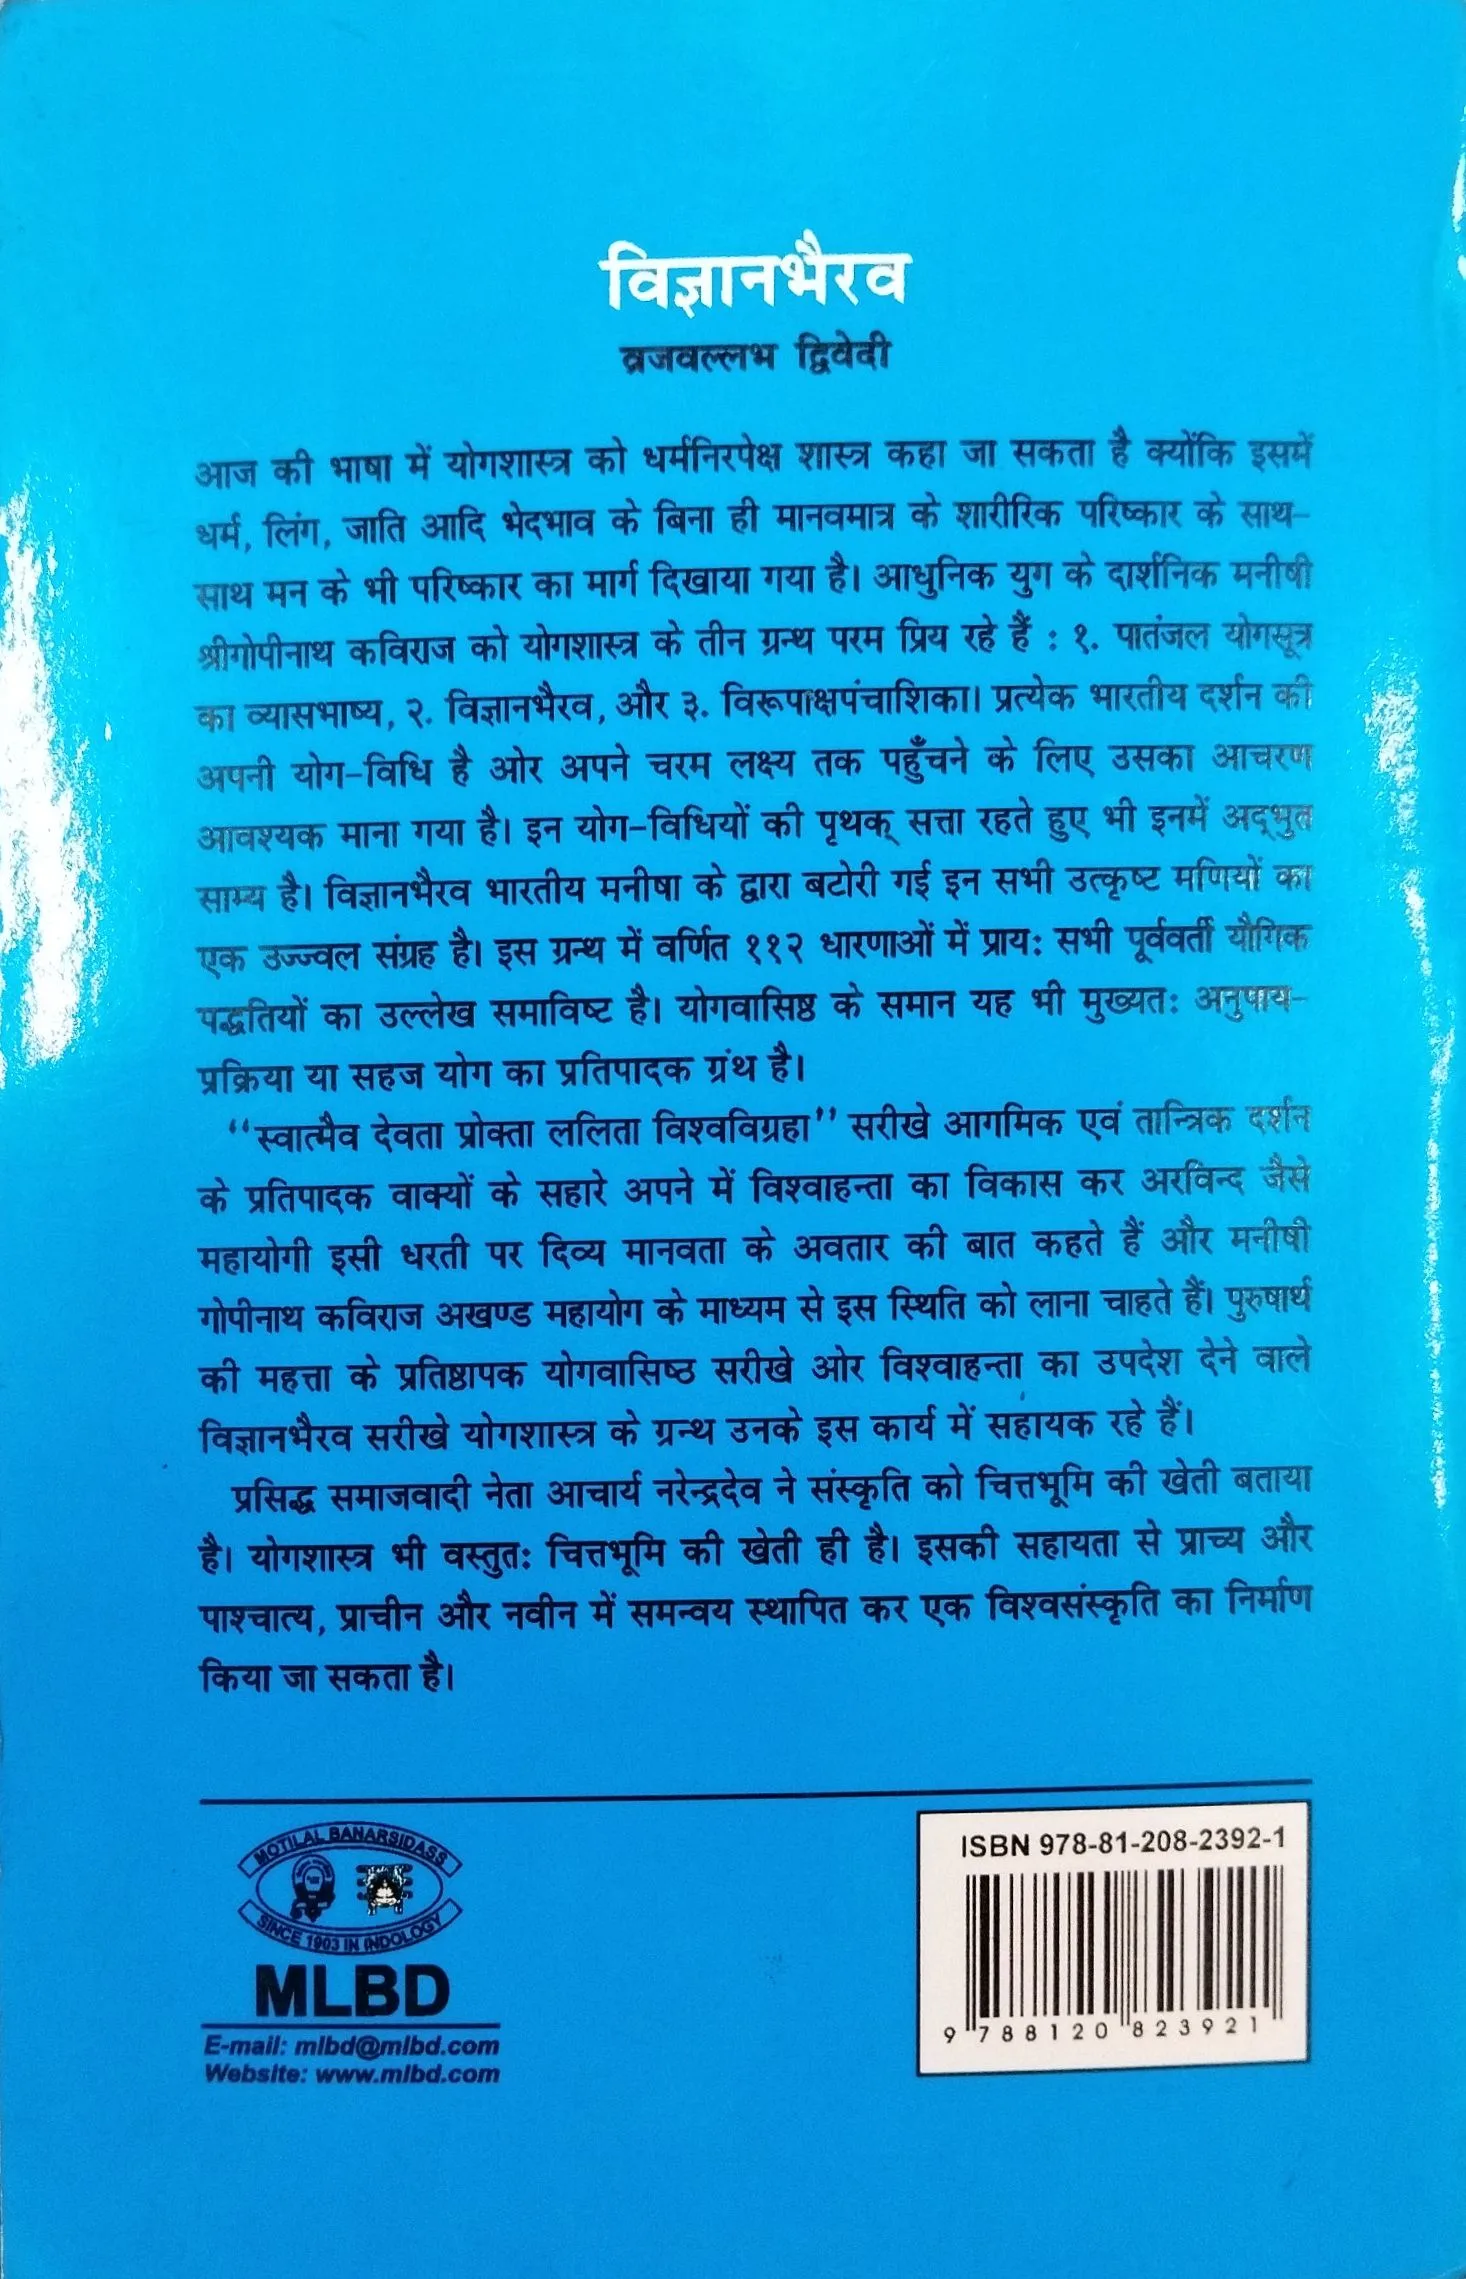 विज्ञानभैरव
व्रजवल्लभ द्विवेदी
आज की भाषा में योगशास्त्र को धर्मनिरपेक्ष शास्त्र कहा जा सकता है क्योंकि इसमें
धर्म, लिंग, जाति आदि भेदभाव के बिना ही मानवमात्र के शारीरिक परिष्कार के साथ-
साथ मन के भी परिष्कार का मार्ग दिखाया गया है। आधुनिक युग के दार्शनिक मनीषी
श्रीगोपीनाथ कविराज को योगशास्त्र के तीन ग्रन्थ परम प्रिय रहे हैं : १. पातंजल योगसूत्र
का व्यासभाष्य, २. विज्ञानभैरव, और ३. विरूपाक्षपंचाशिका। प्रत्येक भारतीय दर्शन की
अपनी योग-विधि है ओर अपने चरम लक्ष्य तक पहुँचने के लिए उसका आचरण
आवश्यक माना गया है। इन योग-विधियों की पृथक् सत्ता रहते हुए भी इनमें अद्‌भुत
साम्य है। विज्ञानभैरव भारतीय मनीषा के द्वारा बटोरी गई इन सभी उत्कृष्ट मणियों का
एक उज्ज्वल संग्रह है। इस ग्रन्थ में वर्णित ११२ धारणाओं में प्रायः सभी पूर्ववर्ती यौगिक
पद्धतियों का उल्लेख समाविष्ट है। योगवासिष्ठ के समान यह भी मुख्यतः अनुपाय-
प्रक्रिया या सहज योग का प्रतिपादक ग्रंथ है।
“स्वात्मैव देवता प्रोक्ता ललिता विश्वविग्रहा” सरीखे आगमिक एवं तान्त्रिक दर्शन
के प्रतिपादक वाक्यों के सहारे अपने में विश्वाहन्ता का विकास कर अरविन्द जैसे
महायोगी इसी धरती पर दिव्य मानवता के अवतार की बात कहते हैं और मनीषी
गोपीनाथ कविराज अखण्ड महायोग के माध्यम से इस स्थिति को लाना चाहते हैं। पुरुषार्थ
की महत्ता के प्रतिष्ठापक योगवासिष्ठ सरीखे ओर विश्वाहन्ता का उपदेश देने वाले
विज्ञानभैरव सरीखे योगशास्त्र के ग्रन्थ उनके इस कार्य में सहायक रहे हैं।
प्रसिद्ध समाजवादी नेता आचार्य नरेन्द्रदेव ने संस्कृति को चित्तभूमि की खेती बताया
है। योगशास्त्र भी वस्तुतः चित्तभूमि की खेती ही है। इसकी सहायता से प्राच्य और
पाश्चात्य, प्राचीन और नवीन में समन्वय स्थापित कर एक विश्वसंस्कृति का निर्माण
किया जा सकता है।
MOTILAL BANARSIDASS
SINCE 1903 IN INDOLOGY
MLBD
E-mail: mlbd@mlbd.com
Website: www.mlbd.com
ISBN 978-81-208-2392-1
9 788120 823921